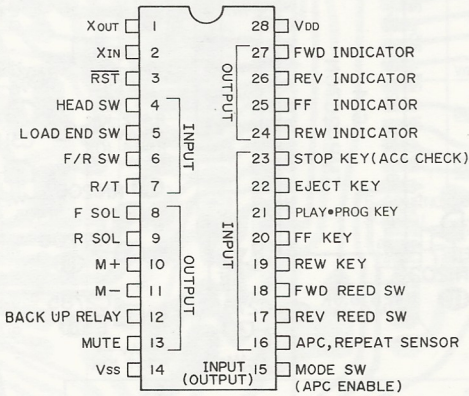 XOUT 1
XIN 2
RST 3
HEAD SW 4
LOAD END SW 5
F/R SW 6
R/T 7
F SOL 8
R SOL 9
M+ 10
M− 11
BACK UP RELAY 12
MUTE 13
VSS 14
INPUT
OUTPUT
28 VDD
27 FWD INDICATOR
26 REV INDICATOR
25 FF INDICATOR
24 REW INDICATOR
23 STOP KEY(ACC CHECK)
22 EJECT KEY
21 PLAY•PROG KEY
20 FF KEY
19 REW KEY
18 FWD REED SW
17 REV REED SW
16 APC,REPEAT SENSOR
15 MODE SW
(APC ENABLE)
OUTPUT
INPUT
INPUT
(OUTPUT)